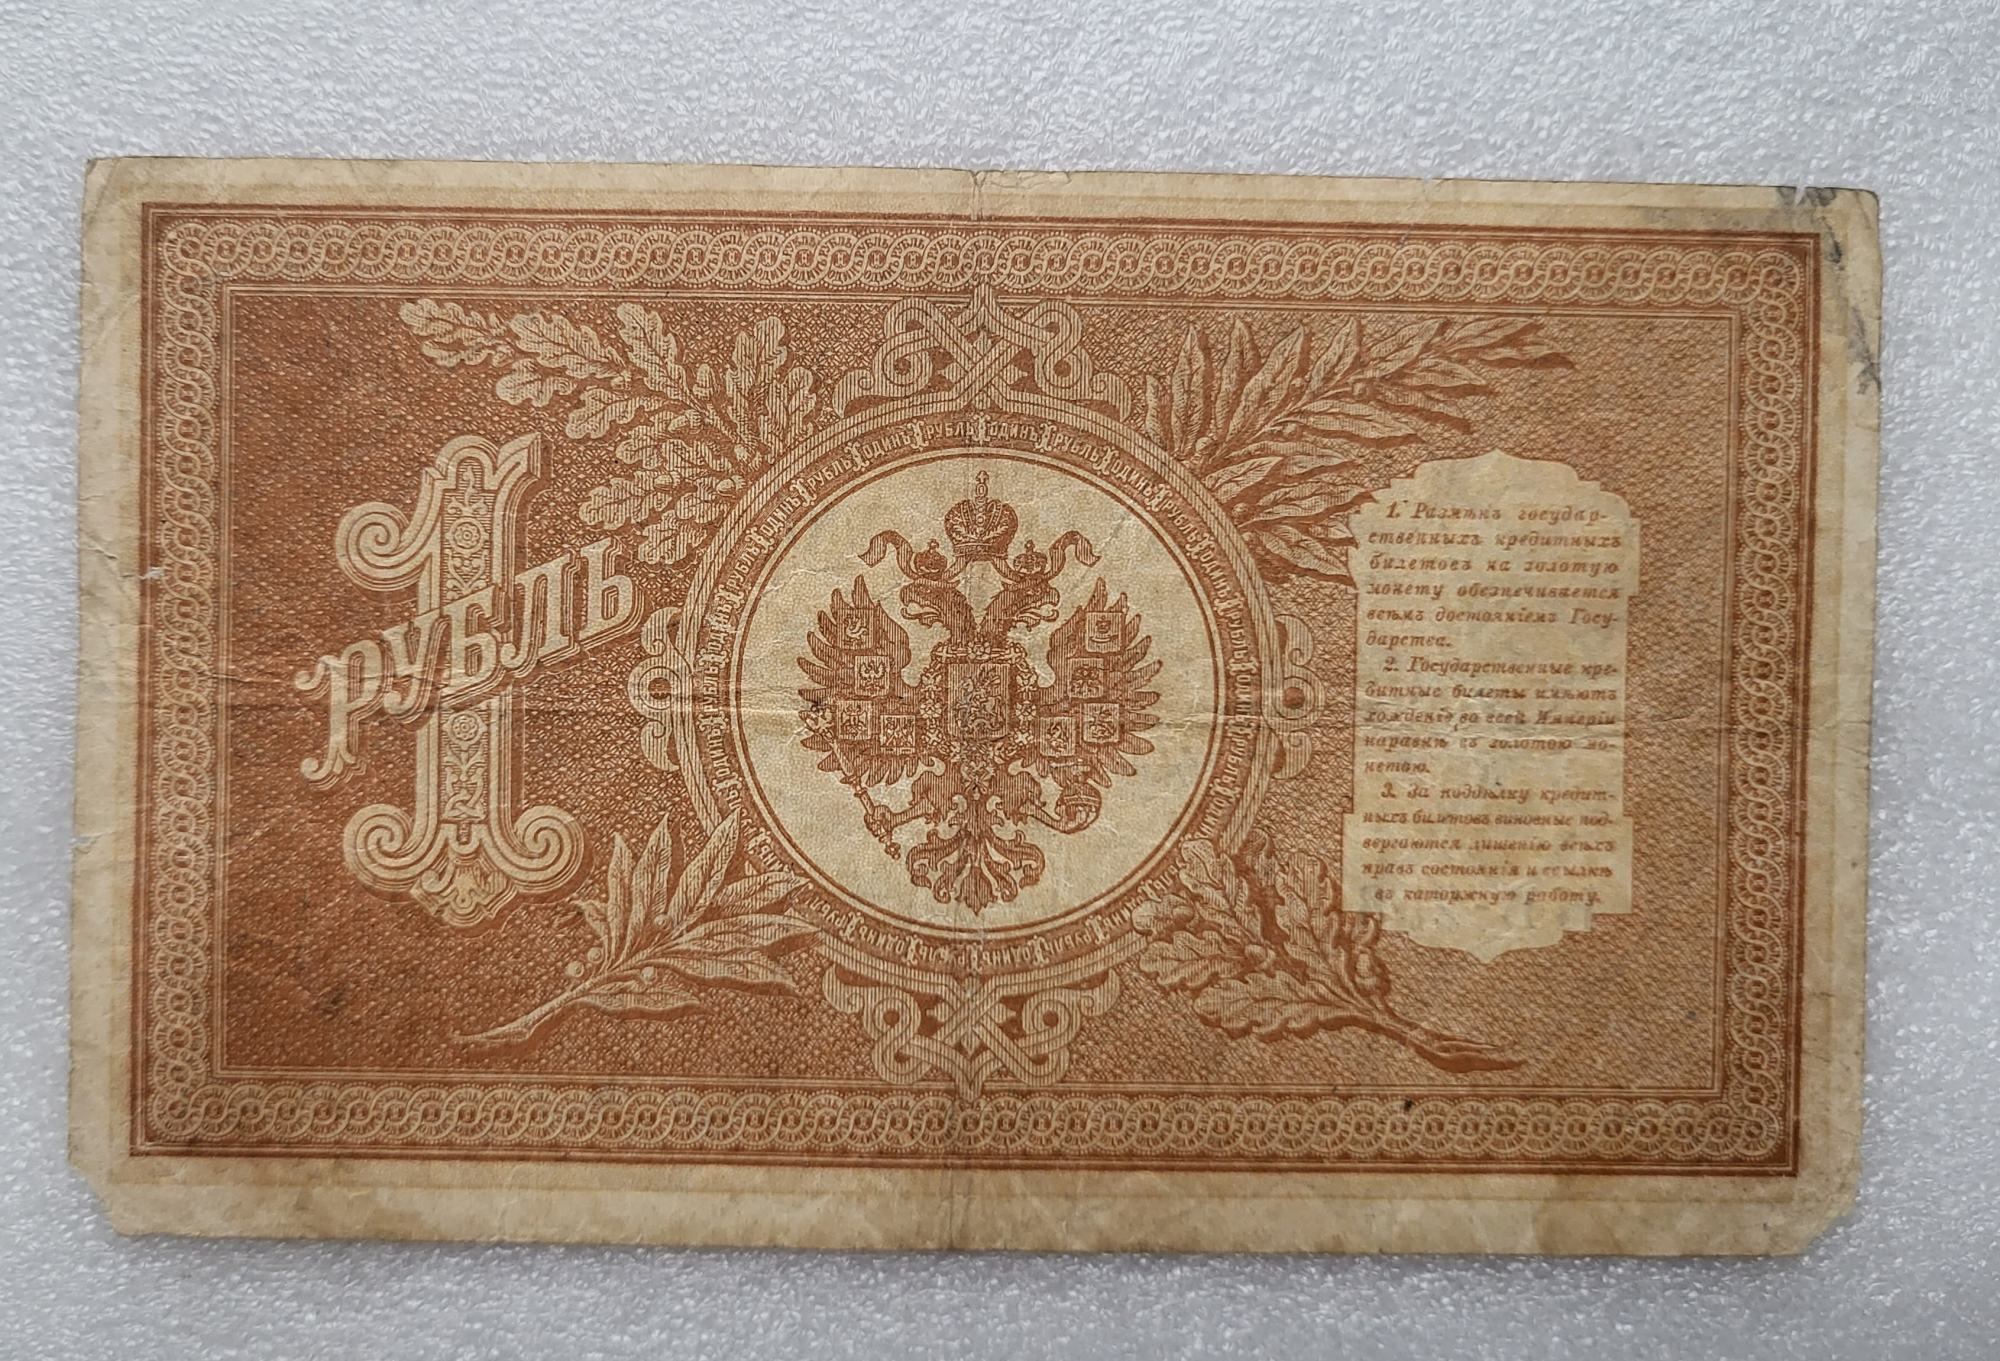 1
РУБЛЬ
1. Размѣнъ государ-
ственныхъ кредитныхъ
билетовъ на золотую
монету обезпечивается
всѣмъ достояніемъ Госу-
дарства.
2. Государственные кре-
дитные билеты имѣютъ
хожденіе во всей Имперіи
наравнѣ съ золотою мо-
нетою.
3. За поддѣлку кредит-
ныхъ билетовъ виновные под-
вергаются лишенію всѣхъ
правъ состоянія и ссылкѣ
въ каторжную работу.